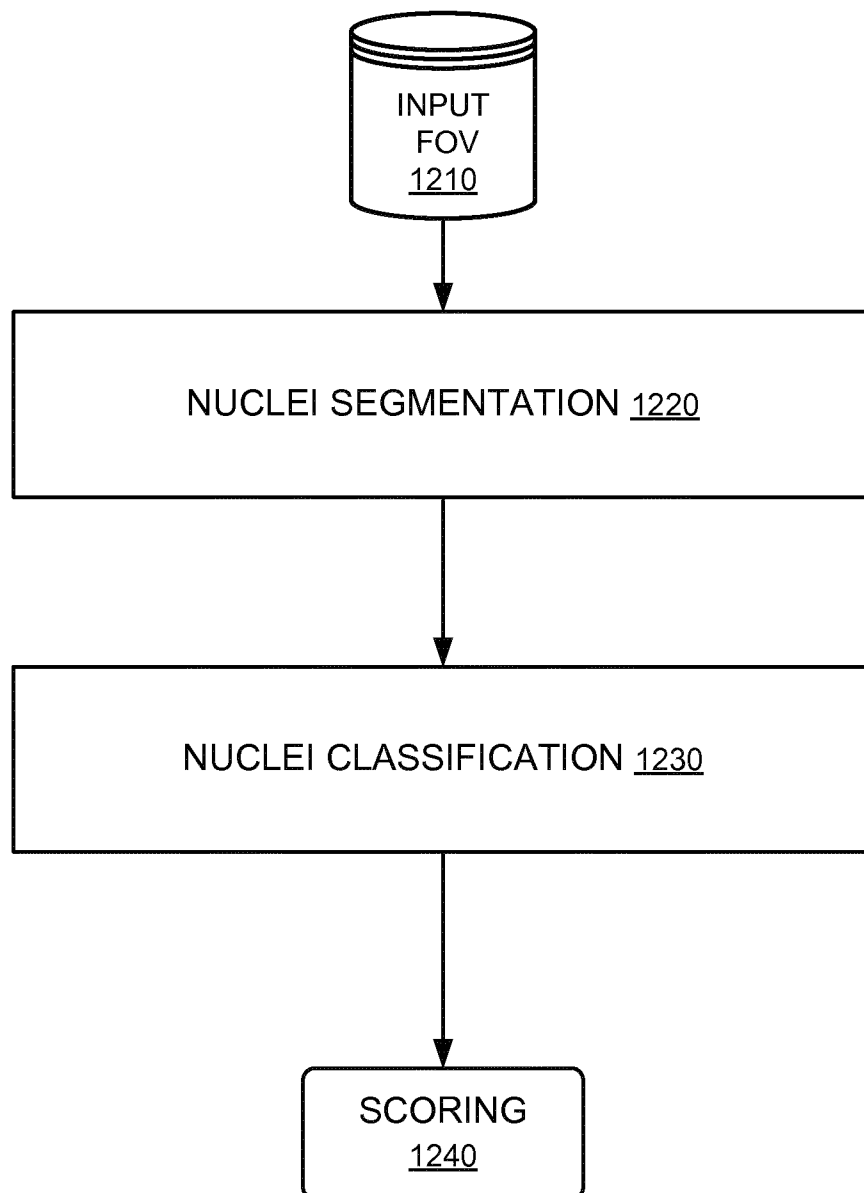 INPUT
FOV
1210
NUCLEI SEGMENTATION 1220
NUCLEI CLASSIFICATION 1230
SCORING
1240